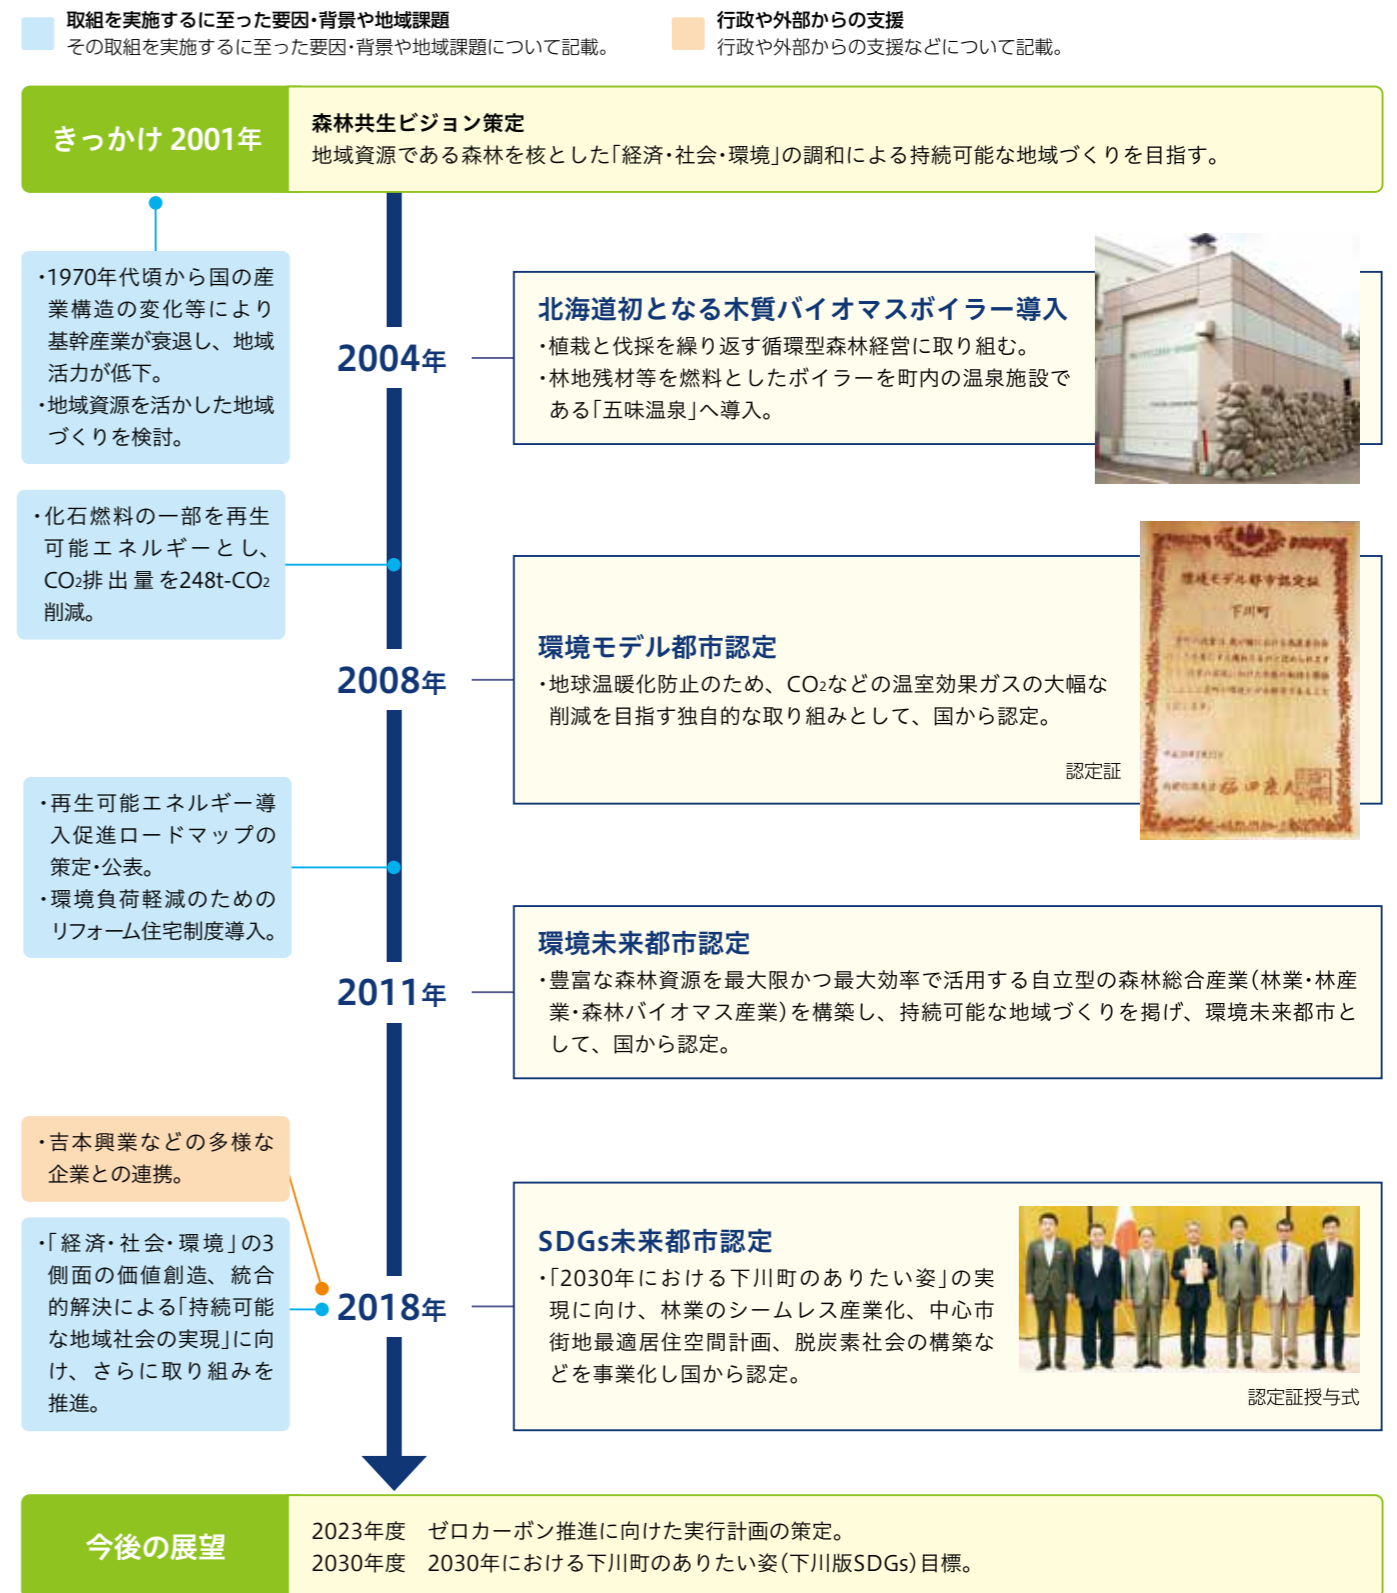 取組を実施するに至った要因・背景や地域課題
その取組を実施するに至った要因・背景や地域課題について記載。
行政や外部からの支援
行政や外部からの支援などについて記載。
きっかけ 2001年
森林共生ビジョン策定
地域資源である森林を核とした「経済・社会・環境」の調和による持続可能な地域づくりを目指す。
・1970年代頃から国の産
業構造の変化等により
基幹産業が衰退し、地域
活力が低下。
・地域資源を活かした地域
づくりを検討。
2004年
北海道初となる木質バイオマスボイラー導入
・植栽と伐採を繰り返す循環型森林経営に取り組む。
・林地残材等を燃料としたボイラーを町内の温泉施設で
ある「五味温泉」へ導入。
・化石燃料の一部を再生
可能エネルギーとし、
CO2排出量を248t-CO2
削減。
2008年
環境モデル都市認定
・地球温暖化防止のため、CO2などの温室効果ガスの大幅な
削減を目指す独自的な取り組みとして、国から認定。
認定証
環境モデル都市認定証
下川町
・再生可能エネルギー導
入促進ロードマップの
策定・公表。
・環境負荷軽減のための
リフォーム住宅制度導入。
2011年
環境未来都市認定
・豊富な森林資源を最大限かつ最大効率で活用する自立型の森林総合産業(林業・林産
業・森林バイオマス産業)を構築し、持続可能な地域づくりを掲げ、環境未来都市と
して、国から認定。
・吉本興業などの多様な
企業との連携。
・「経済・社会・環境」の3
側面の価値創造、統合
的解決による「持続可能
な地域社会の実現」に向
け、さらに取り組みを
推進。
2018年
SDGs未来都市認定
・「2030年における下川町のありたい姿」の実
現に向け、林業のシームレス産業化、中心市
街地最適居住空間計画、脱炭素社会の構築な
どを事業化し国から認定。
認定証授与式
今後の展望
2023年度　ゼロカーボン推進に向けた実行計画の策定。
2030年度　2030年における下川町のありたい姿(下川版SDGs)目標。